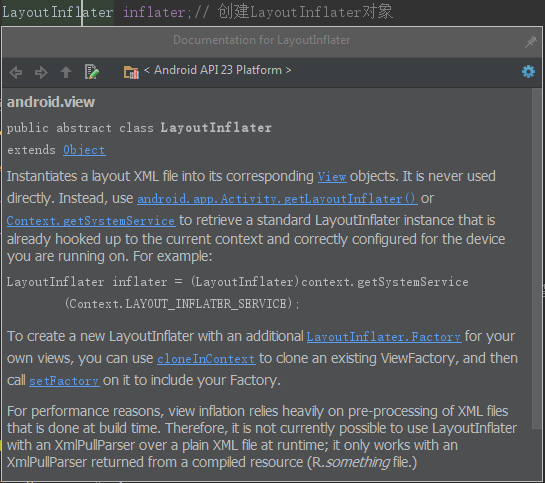 LayoutInflater inflater;// 创建LayoutInflater对象
Documentation for LayoutInflater
< Android API 23 Platform >
android.view
public abstract class LayoutInflater
extends Object
Instantiates a layout XML file into its corresponding View objects. It is never used
directly. Instead, use android.app.Activity.getLayoutInflater() or
Context.getSystemService to retrieve a standard LayoutInflater instance that is
already hooked up to the current context and correctly configured for the device
you are running on. For example:
LayoutInflater inflater = (LayoutInflater)context.getSystemService
(Context.LAYOUT_INFLATER_SERVICE);
To create a new LayoutInflater with an additional LayoutInflater.Factory for your
own views, you can use cloneInContext to clone an existing ViewFactory, and then
call setFactory on it to include your Factory.
For performance reasons, view inflation relies heavily on pre-processing of XML files
that is done at build time. Therefore, it is not currently possible to use LayoutInflater
with an XmlPullParser over a plain XML file at runtime; it only works with an
XmlPullParser returned from a compiled resource (R.something file.)